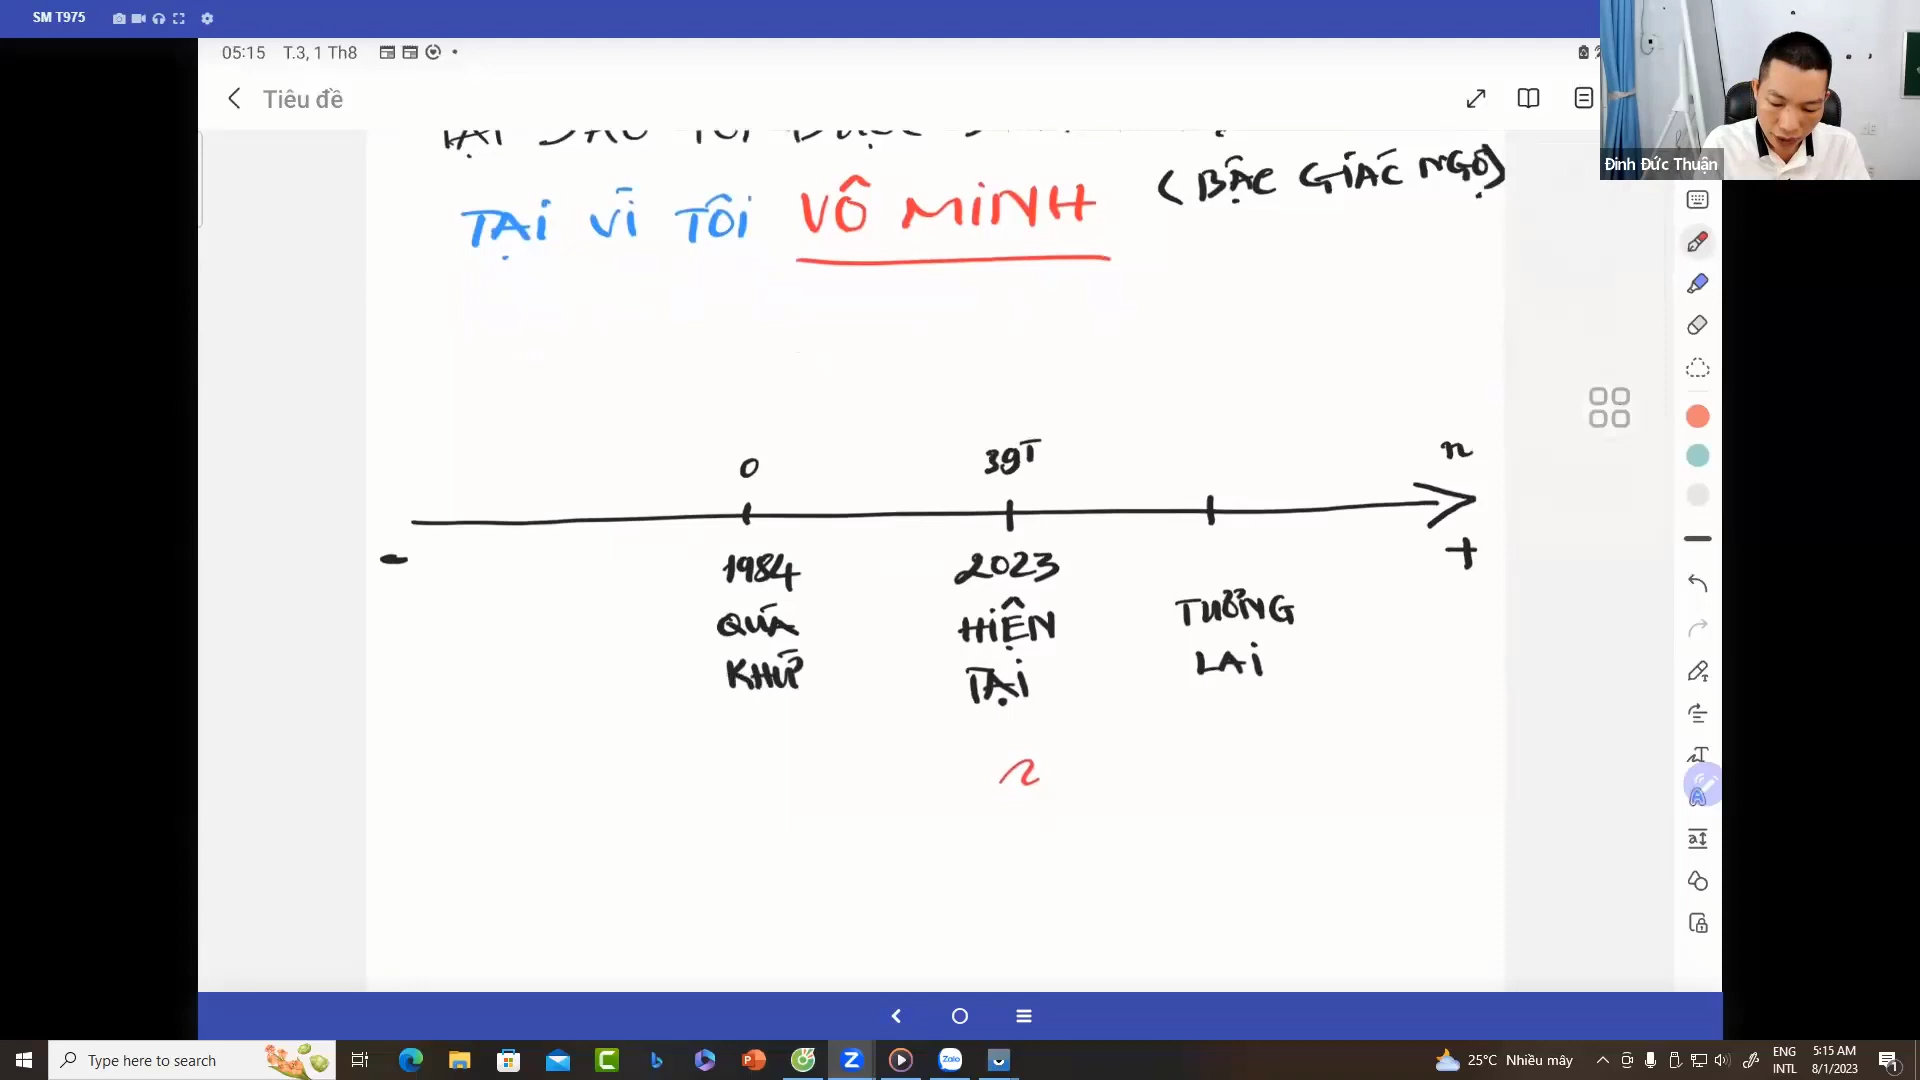 SM T975
05:15 T.3, 1 Th8
Tiêu đề
Đinh Đức Thuận
(BẬC GIÁC NGỘ)
TẠI VÌ TÔI VÔ MINH
0 39T n
- +
1984 2023
QUÁ HIỆN TƯƠNG
KHỨ TẠI LAI
Type here to search
Zalo
25°C Nhiều mây
ENG 5:15 AM
INTL 8/1/2023